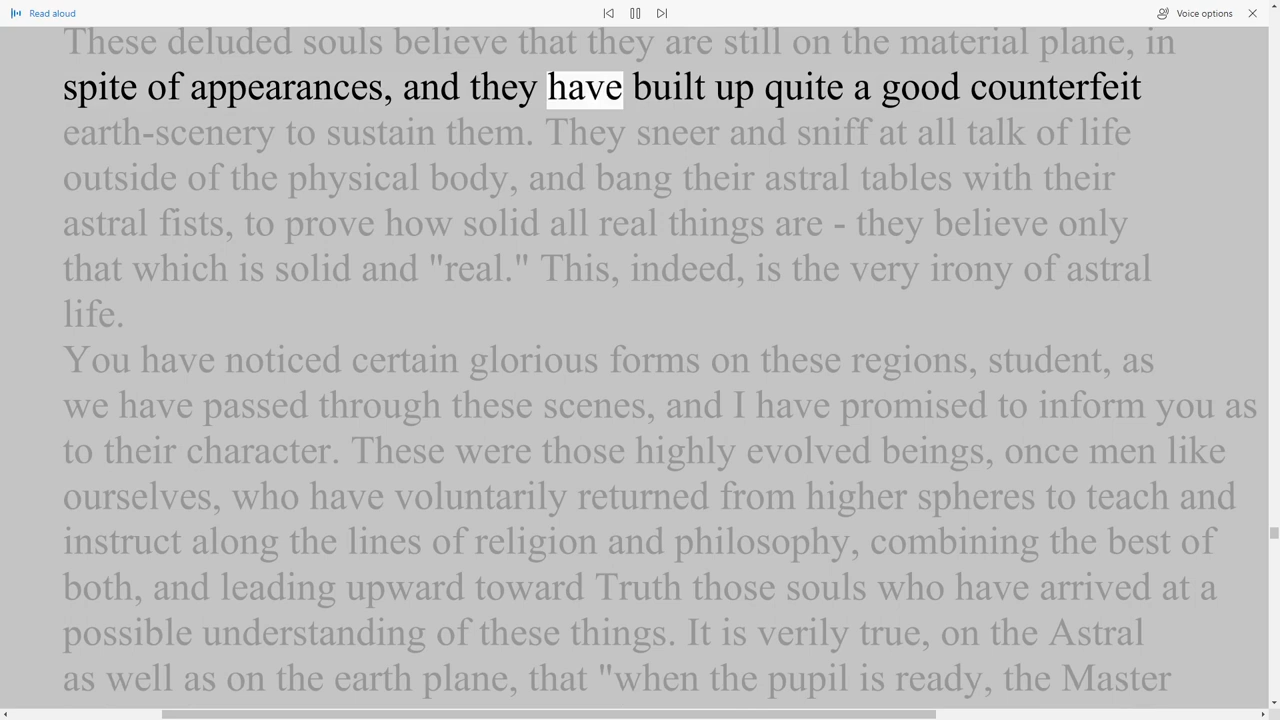 Read aloud
Voice options
These deluded souls believe that they are still on the material plane, in
spite of appearances, and they have built up quite a good counterfeit
earth-scenery to sustain them. They sneer and sniff at all talk of life
outside of the physical body, and bang their astral tables with their
astral fists, to prove how solid all real things are - they believe only
that which is solid and "real." This, indeed, is the very irony of astral
life.
You have noticed certain glorious forms on these regions, student, as
we have passed through these scenes, and I have promised to inform you as
to their character. These were those highly evolved beings, once men like
ourselves, who have voluntarily returned from higher spheres to teach and
instruct along the lines of religion and philosophy, combining the best of
both, and leading upward toward Truth those souls who have arrived at a
possible understanding of these things. It is verily true, on the Astral
as well as on the earth plane, that "when the pupil is ready, the Master